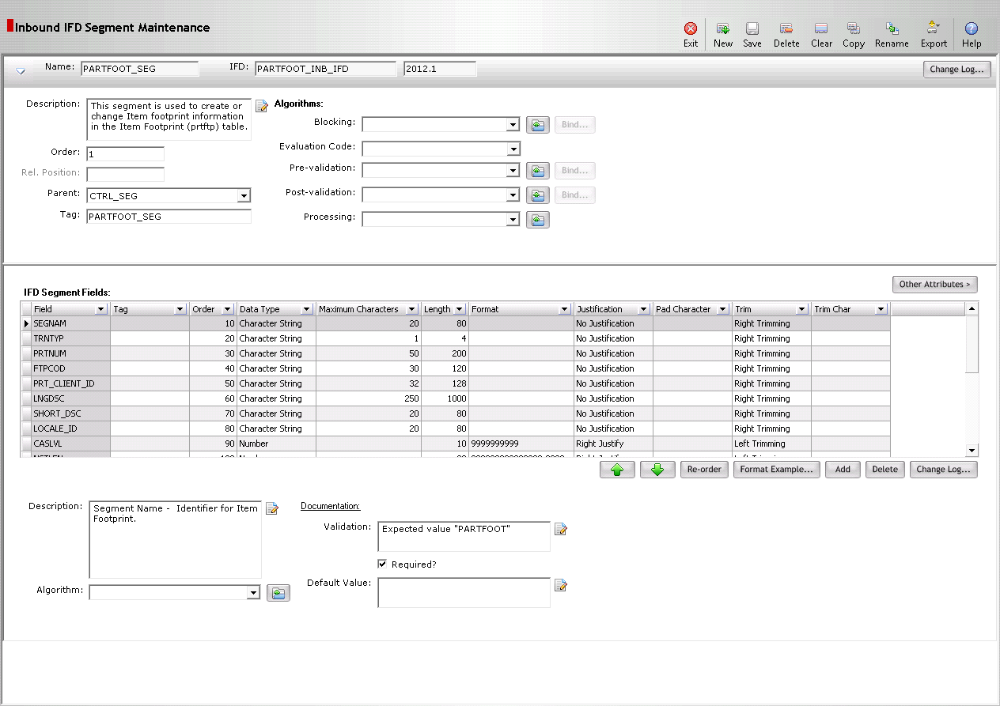 Inbound IFD Segment Maintenance
Exit New Save Delete Clear Copy Rename Export Help
Name: PARTFOOT_SEG IFD: PARTFOOT_INB_IFD 2012.1 Change Log...
Description: This segment is used to create or
change Item footprint information
in the Item Footprint (prtftp) table.
Order: 1
Rel. Position:
Parent: CTRL_SEG
Tag: PARTFOOT_SEG
Algorithms:
Blocking: Bind...
Evaluation Code:
Pre-validation: Bind...
Post-validation: Bind...
Processing:
Other Attributes >
IFD Segment Fields:
Field Tag Order Data Type Maximum Characters Length Format Justification Pad Character Trim Trim Char
SEGNAM 10 Character String 20 80 No Justification Right Trimming
TRNTYP 20 Character String 1 4 No Justification Right Trimming
PRTNUM 30 Character String 50 200 No Justification Right Trimming
FTPCOD 40 Character String 30 120 No Justification Right Trimming
PRT_CLIENT_ID 50 Character String 32 128 No Justification Right Trimming
LNGDSC 60 Character String 250 1000 No Justification Right Trimming
SHORT_DSC 70 Character String 20 80 No Justification Right Trimming
LOCALE_ID 80 Character String 20 80 No Justification Right Trimming
CASLVL 90 Number 10 9999999999 Right Justify Left Trimming
Re-order Format Example... Add Delete Change Log...
Description: Segment Name - Identifier for Item
Footprint.
Algorithm:
Documentation:
Validation: Expected value "PARTFOOT"
Required?
Default Value: